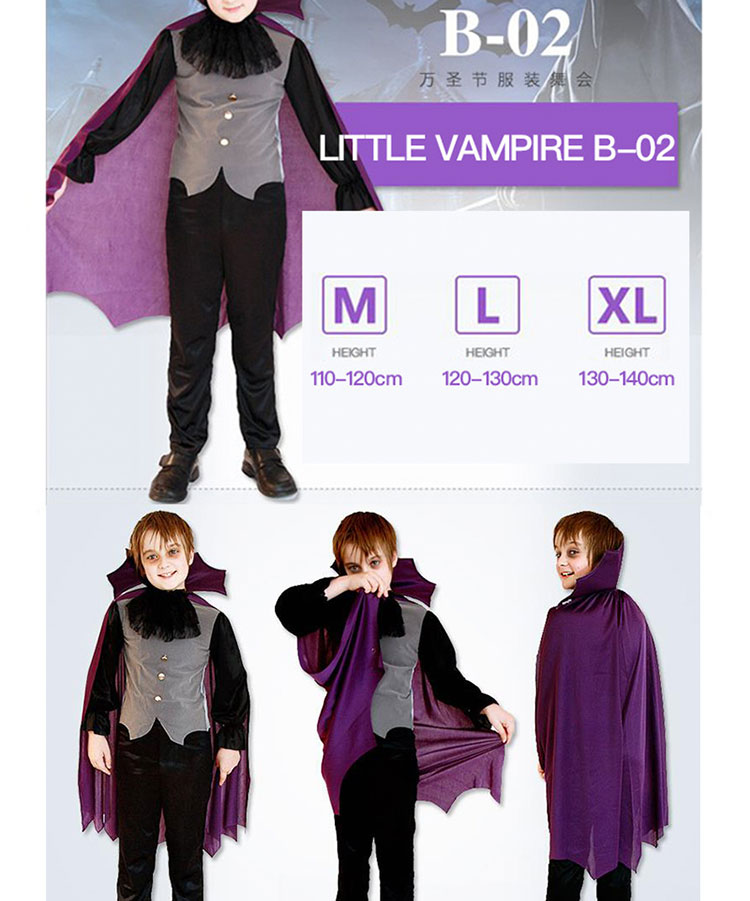 B-02
万圣节服装舞会
LITTLE VAMPIRE B-02
M L XL
HEIGHT HEIGHT HEIGHT
110-120cm 120-130cm 130-140cm